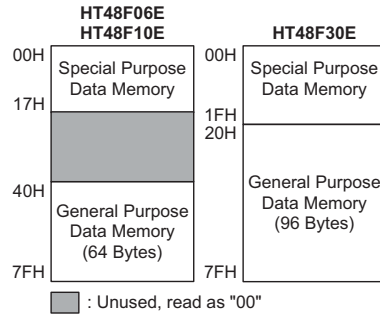 HT48F06E
HT48F10E
00H
Special Purpose
Data Memory
17H
40H
General Purpose
Data Memory
(64 Bytes)
7FH
HT48F30E
00H
Special Purpose
Data Memory
1FH
20H
General Purpose
Data Memory
(96 Bytes)
7FH
: Unused, read as "00"